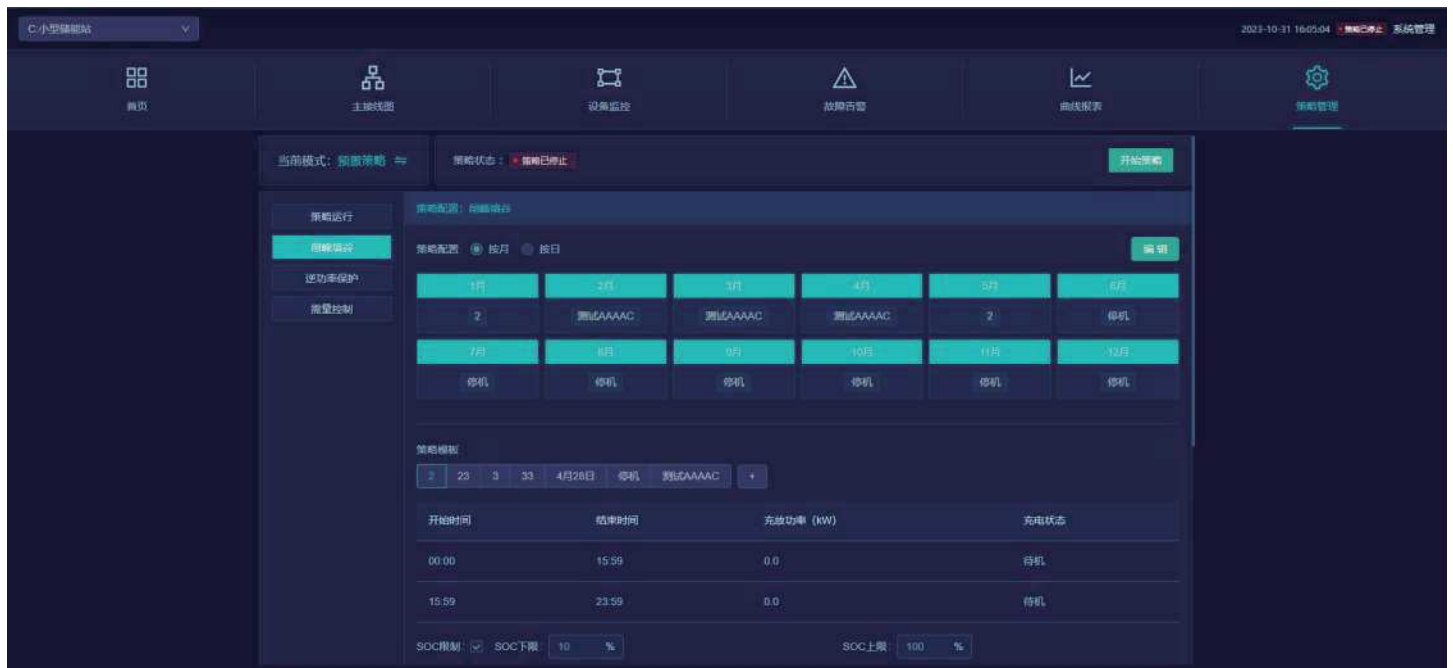 C:小型储能站
2023-10-31 16:05:04 策略已停止 系统管理
首页 主接线图 设备监控 故障告警 曲线报表 策略管理
当前模式：预置策略 策略状态： 策略已停止 开始策略
策略运行
削峰填谷
逆功率保护
需量控制
策略配置：削峰填谷
策略配置 按月 按日 编辑
1月 2月 3月 4月 5月 6月
2 测试AAAAC 测试AAAAC 测试AAAAC 2 停机
7月 8月 9月 10月 11月 12月
停机 停机 停机 停机 停机 停机
策略模板
2 23 3 33 4月28日 停机 测试AAAAC +
开始时间 结束时间 充放功率 (kW) 充电状态
00:00 15:59 0.0 待机
15:59 23:59 0.0 待机
SOC限制: SOC下限: 10 % SOC上限: 100 %